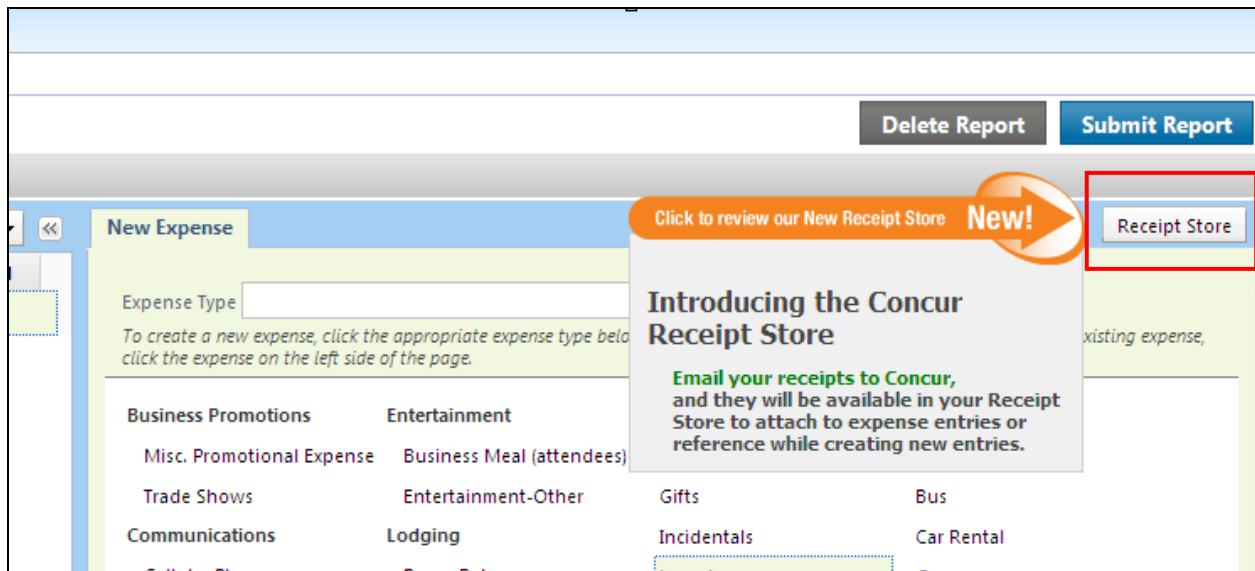 Delete Report
Submit Report
New Expense
Click to review our New Receipt Store New!
Receipt Store
Expense Type
To create a new expense, click the appropriate expense type belo
xisting expense,
click the expense on the left side of the page.
Introducing the Concur
Receipt Store
Email your receipts to Concur,
and they will be available in your Receipt
Store to attach to expense entries or
reference while creating new entries.
Business Promotions
Entertainment
Misc. Promotional Expense
Business Meal (attendees)
Trade Shows
Entertainment-Other
Gifts
Bus
Communications
Lodging
Incidentals
Car Rental